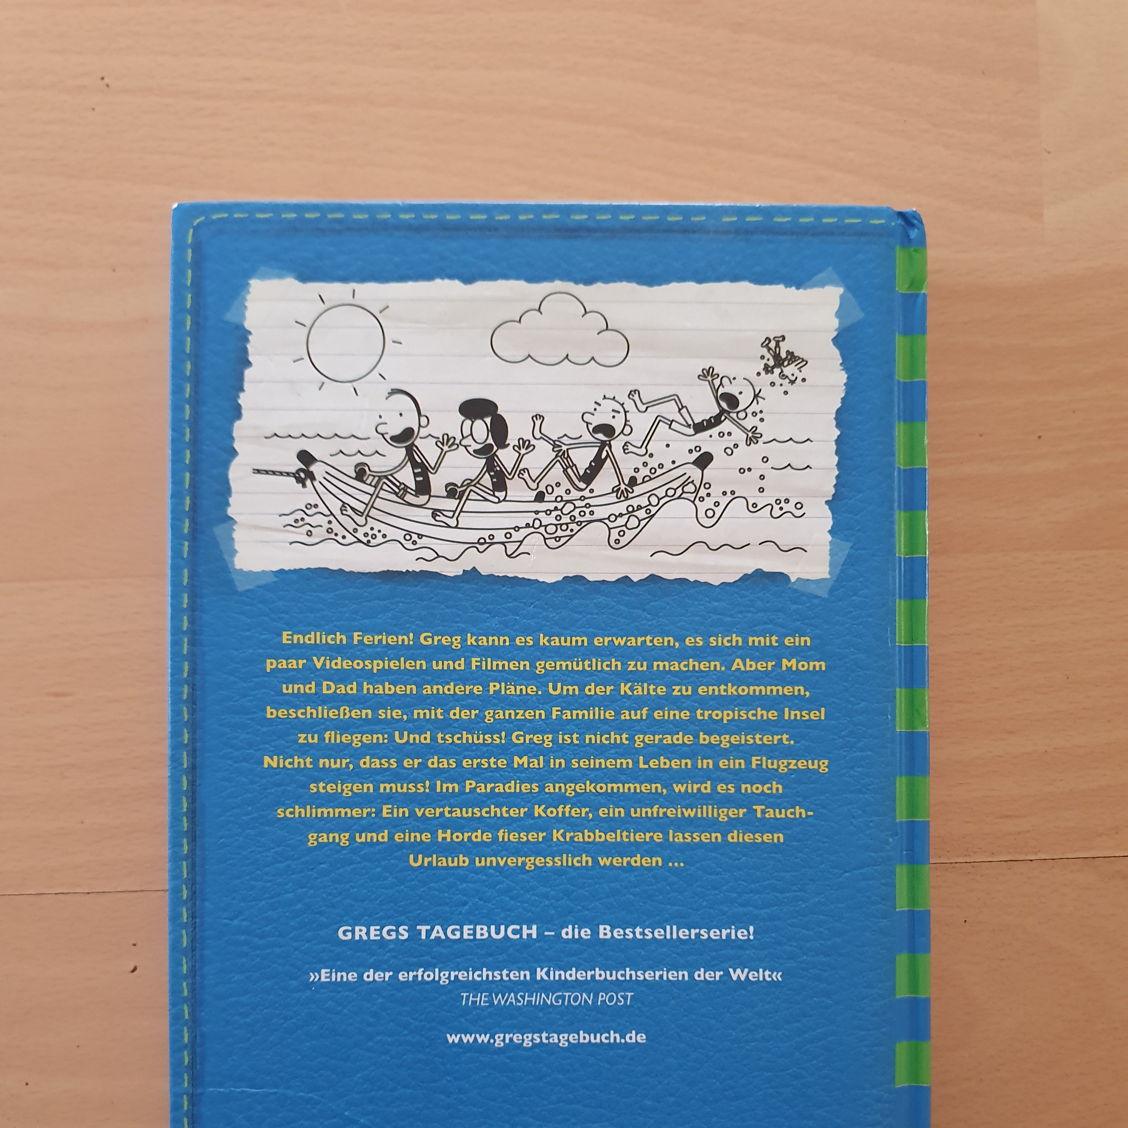 Endlich Ferien! Greg kann es kaum erwarten, es sich mit ein
paar Videospielen und Filmen gemütlich zu machen. Aber Mom
und Dad haben andere Pläne. Um der Kälte zu entkommen,
beschließen sie, mit der ganzen Familie auf eine tropische Insel
zu fliegen: Und tschüss! Greg ist nicht gerade begeistert.
Nicht nur, dass er das erste Mal in seinem Leben in ein Flugzeug
steigen muss! Im Paradies angekommen, wird es noch
schlimmer: Ein vertauschter Koffer, ein unfreiwilliger Tauch-
gang und eine Horde fieser Krabbeltiere lassen diesen
Urlaub unvergesslich werden ...
GREGS TAGEBUCH – die Bestsellerserie!
»Eine der erfolgreichsten Kinderbuchserien der Welt«
THE WASHINGTON POST
www.gregstagebuch.de